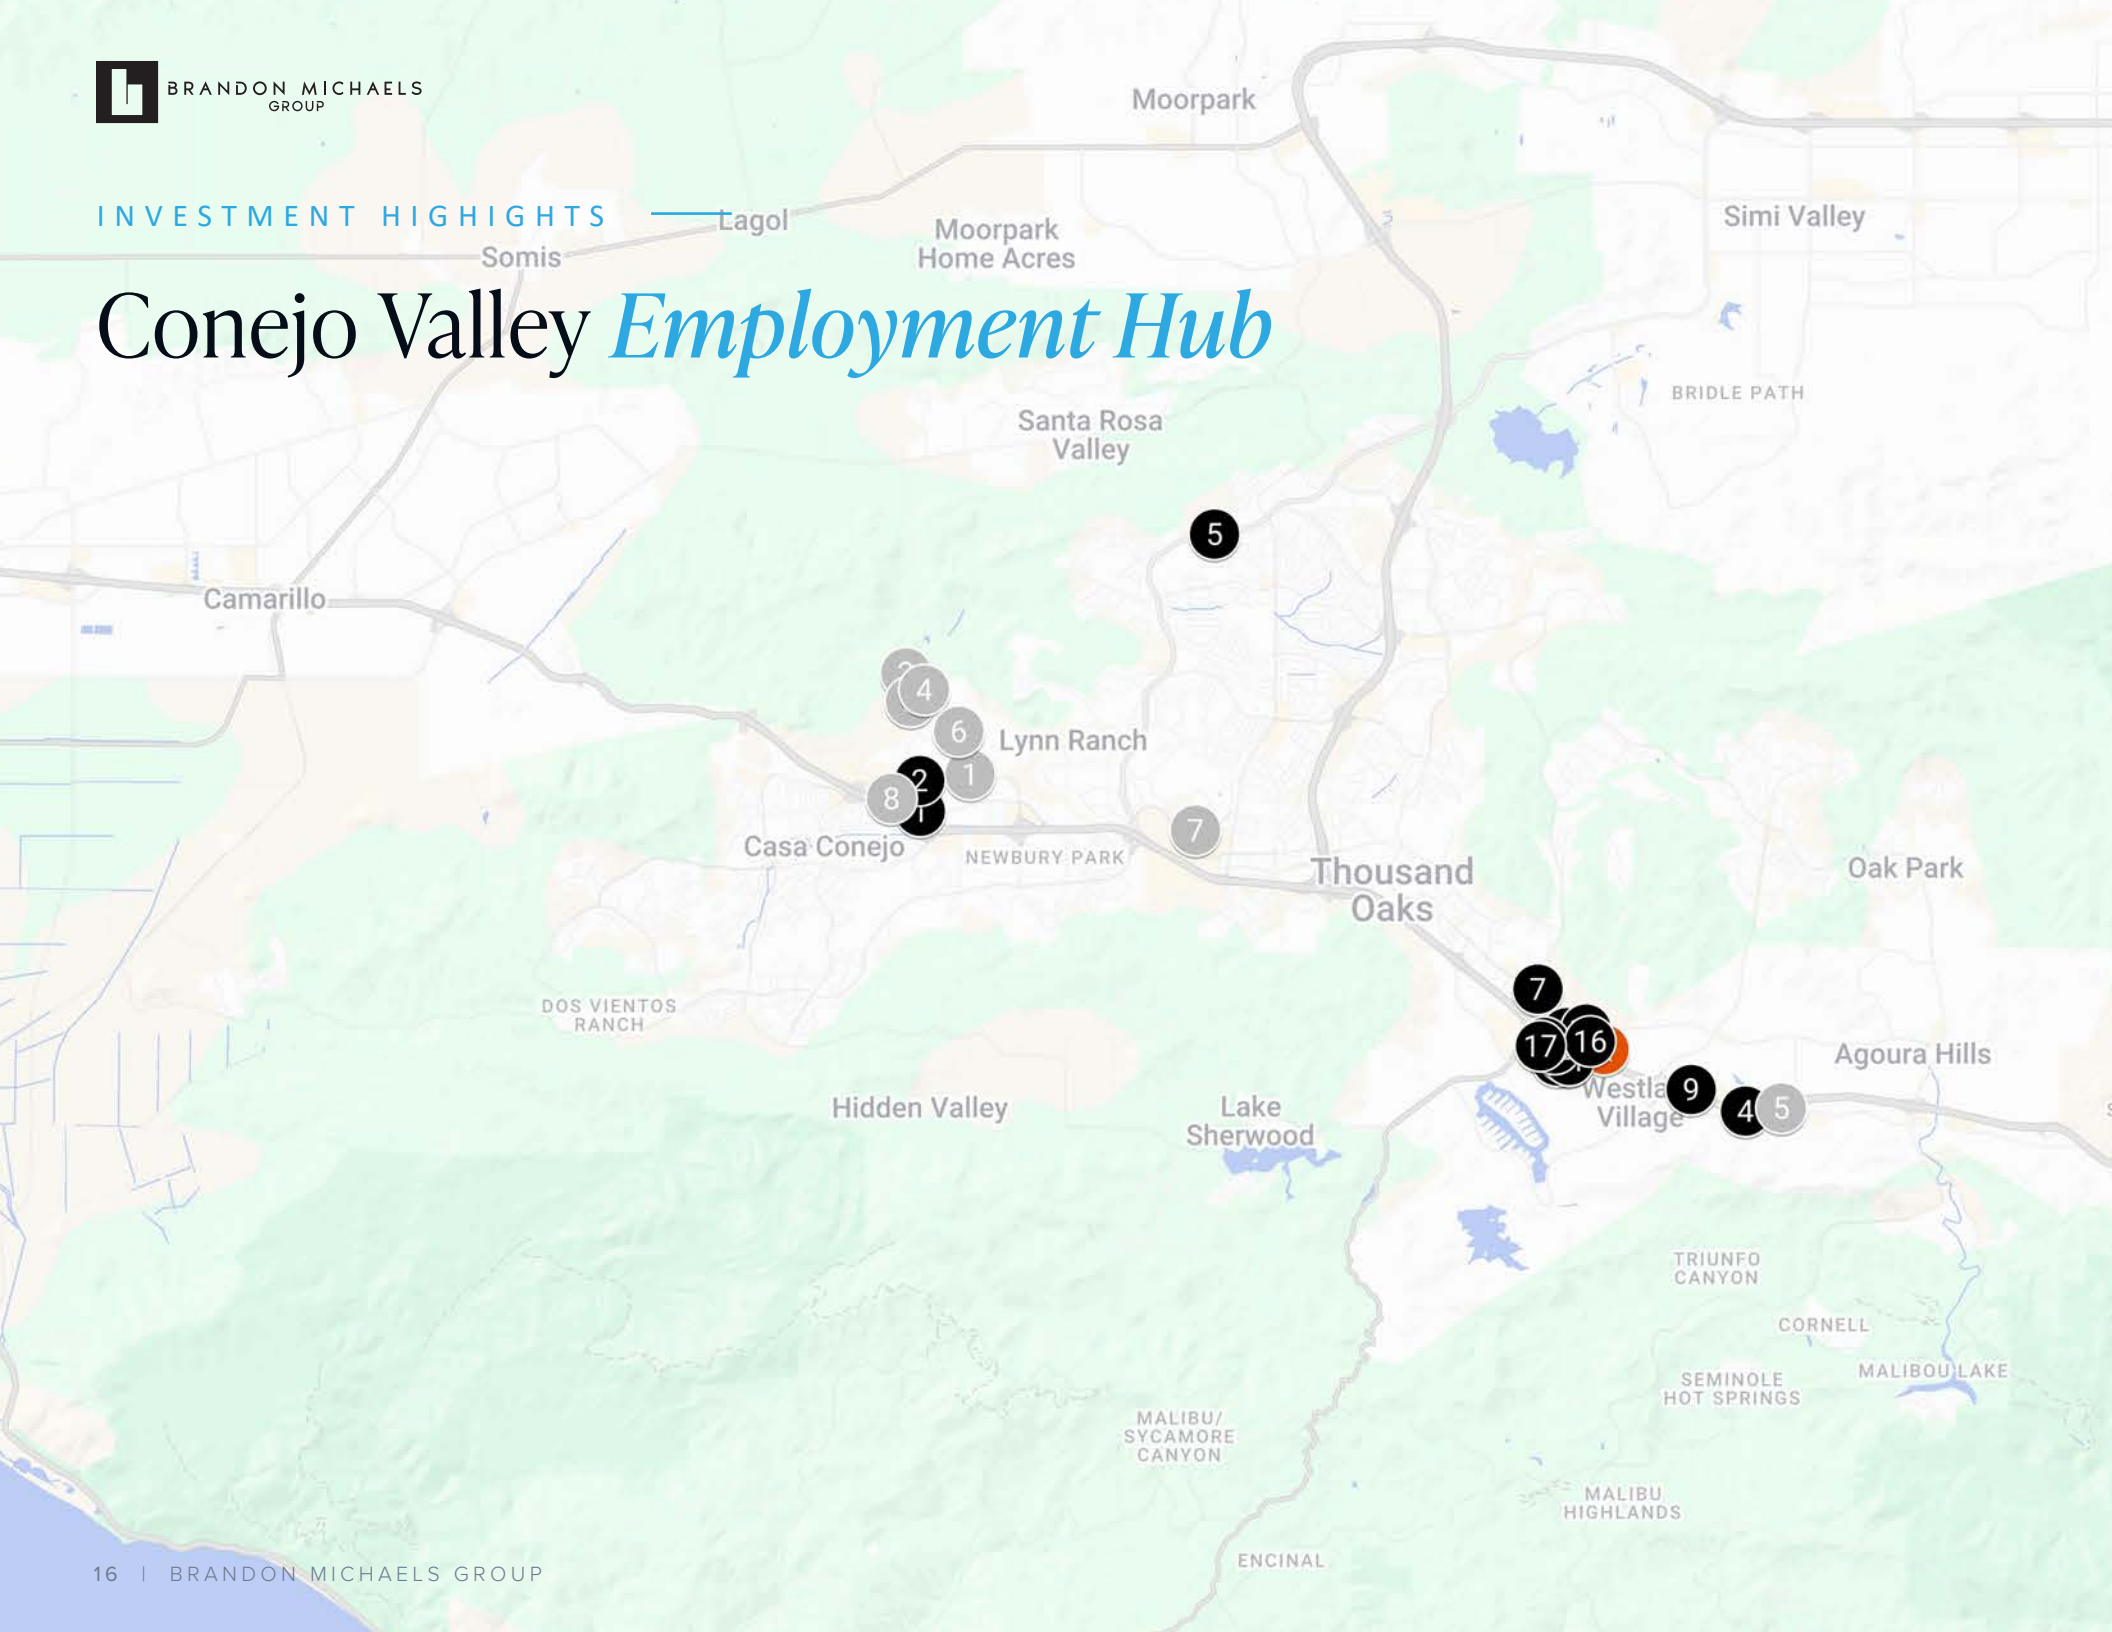 BRANDON MICHAELS
GROUP
INVESTMENT HIGHIGHTS
Conejo Valley Employment Hub
Moorpark
Simi Valley
Lagol
Moorpark
Home Acres
Somis
BRIDLE PATH
Santa Rosa
Valley
5
Camarillo
4
6
Lynn Ranch
2
1
8
1
7
Casa Conejo
NEWBURY PARK
Thousand
Oaks
Oak Park
7
DOS VIENTOS
RANCH
17
16
Agoura Hills
9
4
5
Village
Hidden Valley
Lake
Sherwood
TRIUNFO
CANYON
CORNELL
MALIBOU LAKE
SEMINOLE
HOT SPRINGS
MALIBU/
SYCAMORE
CANYON
MALIBU
HIGHLANDS
ENCINAL
16 | BRANDON MICHAELS GROUP